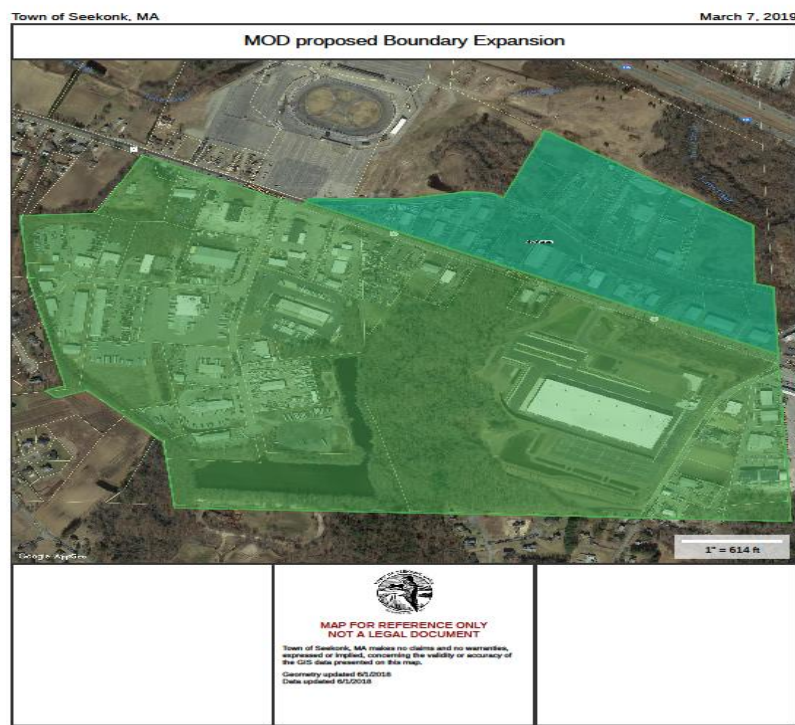 Town of Seekonk, MA
March 7, 2019
MOD proposed Boundary Expansion
Google AppGeo
1" = 614 ft
MAP FOR REFERENCE ONLY
NOT A LEGAL DOCUMENT
Town of Seekonk, MA makes no claims and no warranties,
expressed or implied, concerning the validity or accuracy of
the GIS data presented on this map.
Geometry updated 6/1/2018
Data updated 6/1/2018